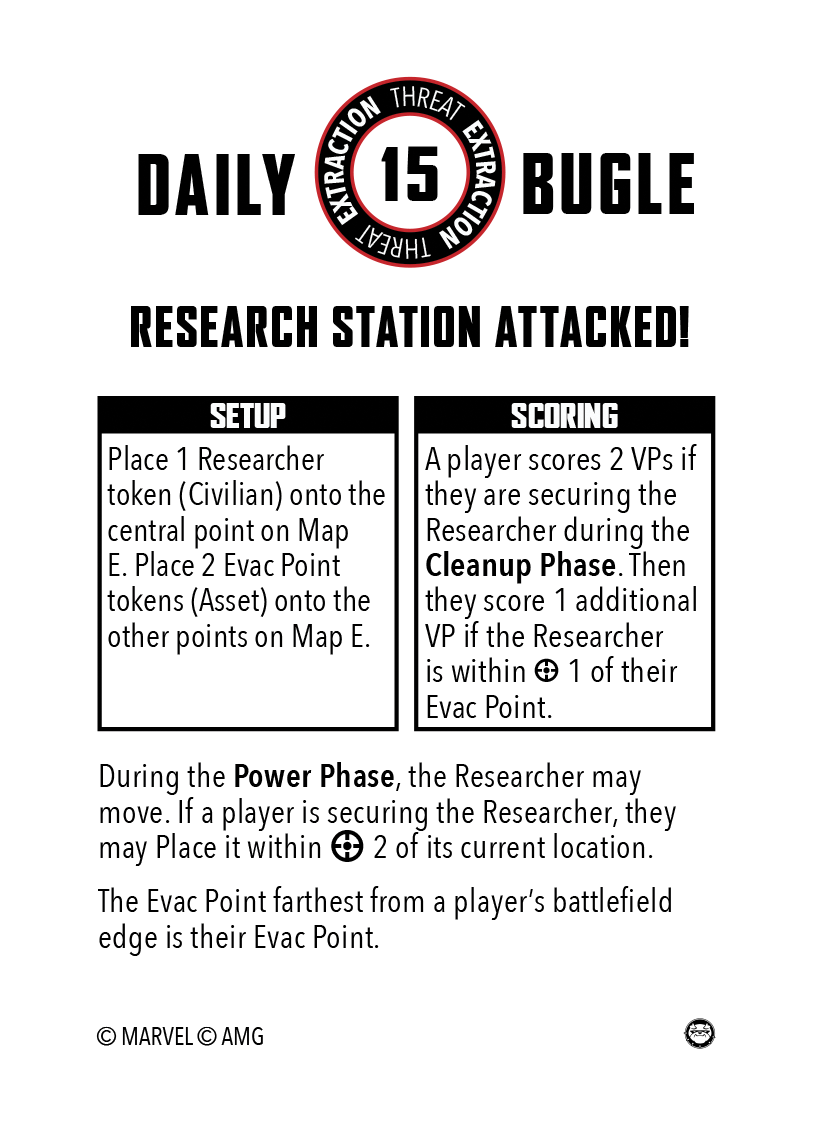 DAILY BUGLE
THREAT EXTRACTION THREAT EXTRACTION
15
RESEARCH STATION ATTACKED!
SETUP
Place 1 Researcher
token (Civilian) onto the
central point on Map
E. Place 2 Evac Point
tokens (Asset) onto the
other points on Map E.
SCORING
A player scores 2 VPs if
they are securing the
Researcher during the
Cleanup Phase. Then
they score 1 additional
VP if the Researcher
is within 1 of their
Evac Point.
During the Power Phase, the Researcher may
move. If a player is securing the Researcher, they
may Place it within 2 of its current location.
The Evac Point farthest from a player’s battlefield
edge is their Evac Point.
© MARVEL © AMG